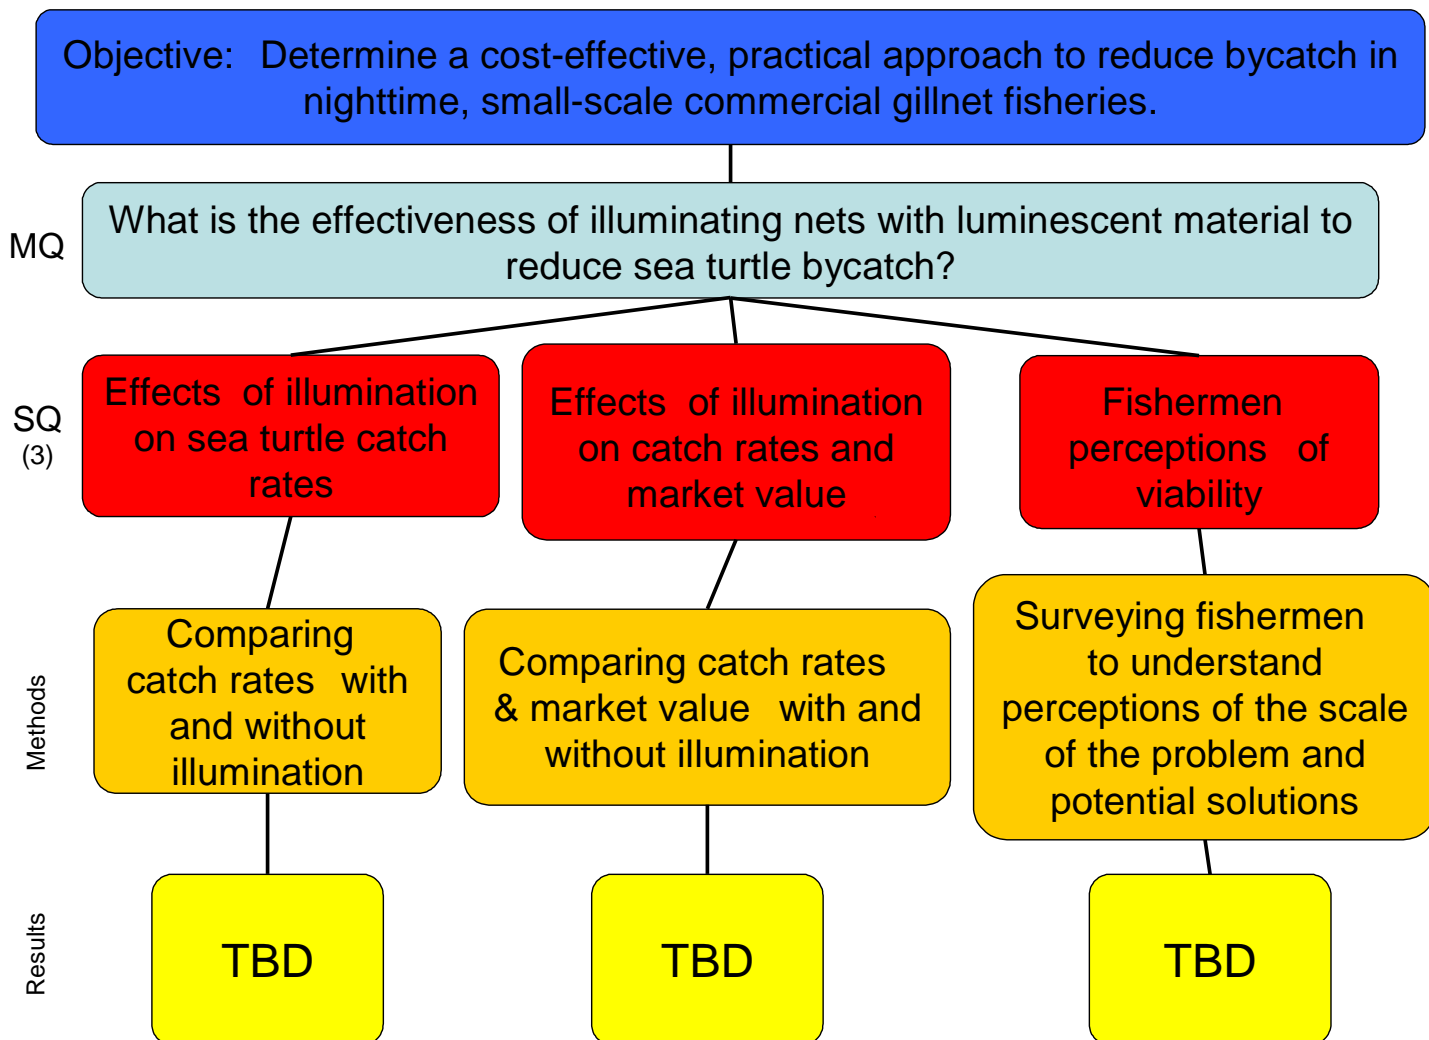 Objective: Determine a cost-effective, practical approach to reduce bycatch in
nighttime, small-scale commercial gillnet fisheries.
MQ
What is the effectiveness of illuminating nets with luminescent material to
reduce sea turtle bycatch?
SQ
(3)
Effects of illumination
on sea turtle catch
rates
Effects of illumination
on catch rates and
market value
Fishermen
perceptions of
viability
Methods
Comparing
catch rates with
and without
illumination
Comparing catch rates
& market value with and
without illumination
Surveying fishermen
to understand
perceptions of the scale
of the problem and
potential solutions
Results
TBD
TBD
TBD